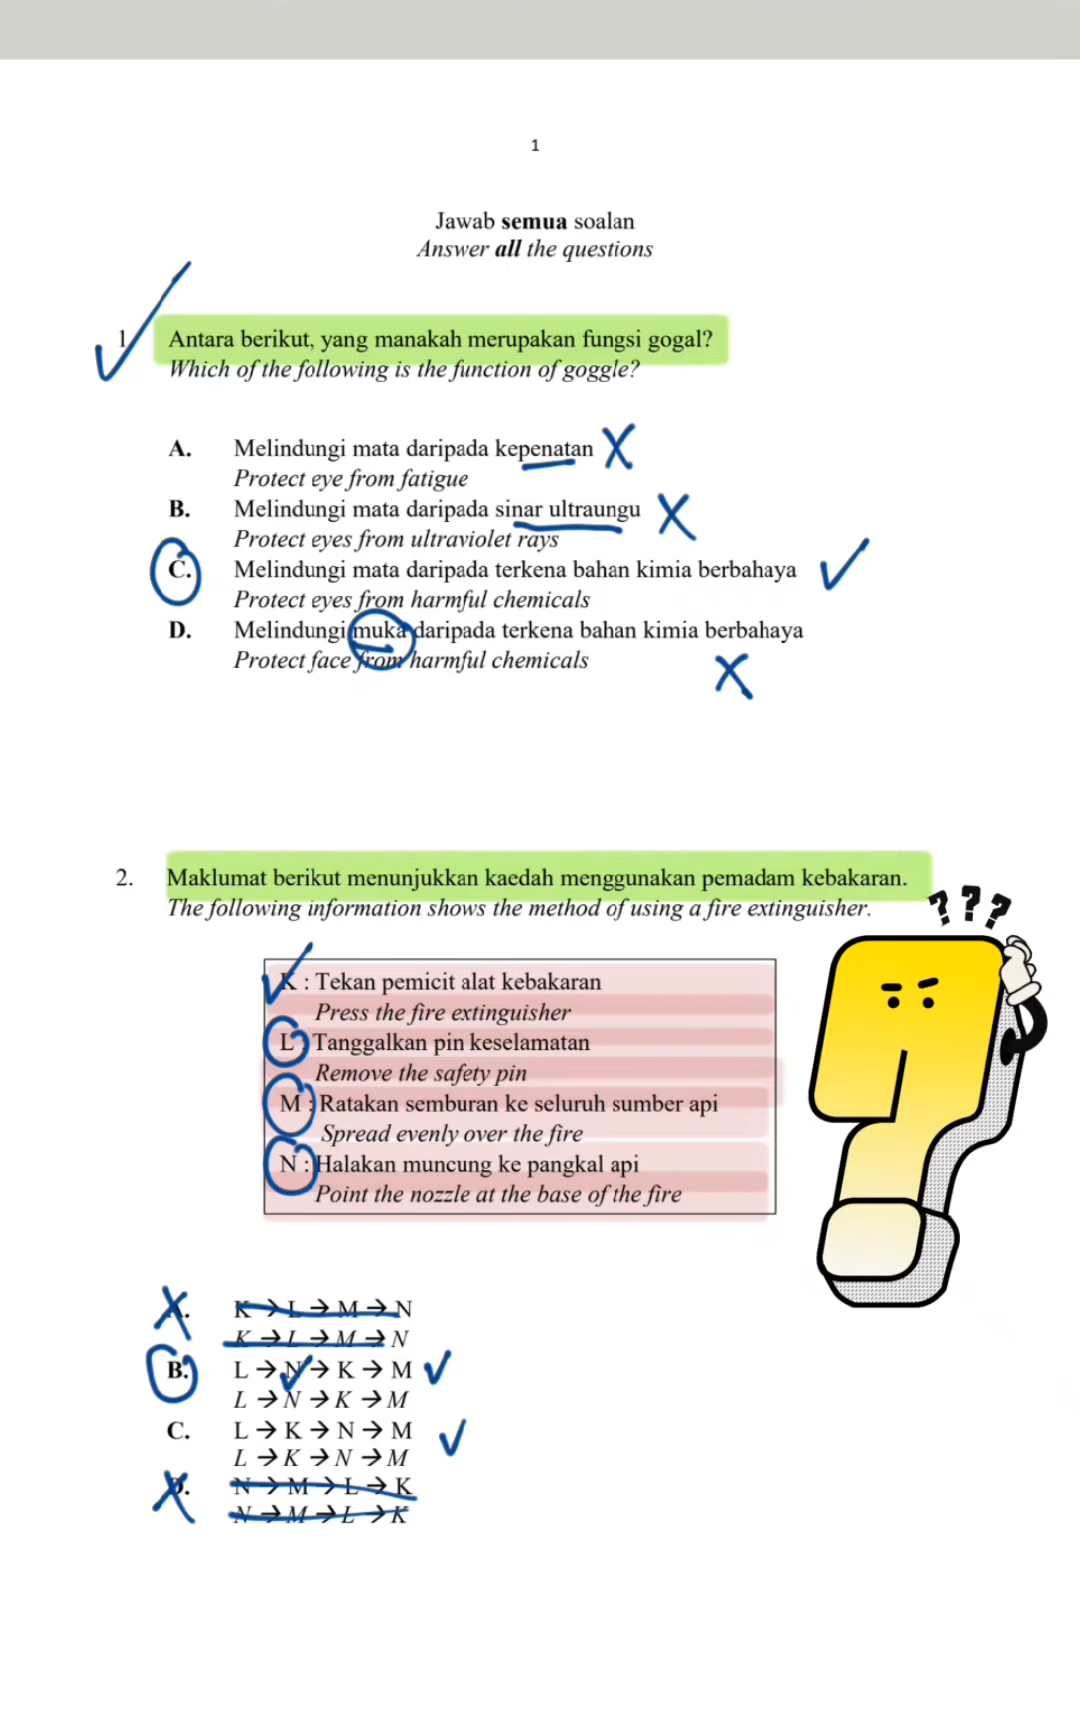 1
Jawab semua soalan
Answer all the questions
1. Antara berikut, yang manakah merupakan fungsi gogal?
Which of the following is the function of goggle?
A. Melindungi mata daripada kepenatan
Protect eye from fatigue
B. Melindungi mata daripada sinar ultraungu
Protect eyes from ultraviolet rays
C. Melindungi mata daripada terkena bahan kimia berbahaya
Protect eyes from harmful chemicals
D. Melindungi muka daripada terkena bahan kimia berbahaya
Protect face from harmful chemicals
2. Maklumat berikut menunjukkan kaedah menggunakan pemadam kebakaran.
The following information shows the method of using a fire extinguisher.
???
K : Tekan pemicit alat kebakaran
Press the fire extinguisher
L : Tanggalkan pin keselamatan
Remove the safety pin
M : Ratakan semburan ke seluruh sumber api
Spread evenly over the fire
N : Halakan muncung ke pangkal api
Point the nozzle at the base of the fire
A. K → L → M → N
K → L → M → N
B. L → N → K → M
L → N → K → M
C. L → K → N → M
L → K → N → M
D. N → M → L → K
N → M → L → K